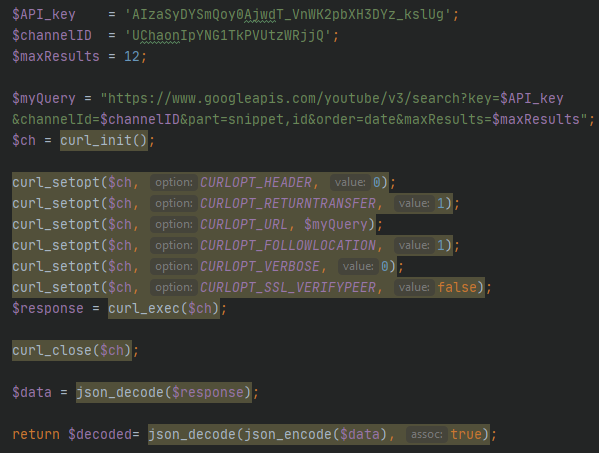 $API_key    = 'AIzaSyDYSmQoy0AjwdT_VnWK2pbXH3DYz_kslUg';
$channelID  = 'UChaonIpYNG1TkPVUtzWRjjQ';
$maxResults = 12;
$myQuery = "https://www.googleapis.com/youtube/v3/search?key=$API_key
&channelId=$channelID&part=snippet,id&order=date&maxResults=$maxResults";
$ch = curl_init();
curl_setopt($ch, option: CURLOPT_HEADER, value: 0);
curl_setopt($ch, option: CURLOPT_RETURNTRANSFER, value: 1);
curl_setopt($ch, option: CURLOPT_URL, $myQuery);
curl_setopt($ch, option: CURLOPT_FOLLOWLOCATION, value: 1);
curl_setopt($ch, option: CURLOPT_VERBOSE, value: 0);
curl_setopt($ch, option: CURLOPT_SSL_VERIFYPEER, value: false);
$response = curl_exec($ch);
curl_close($ch);
$data = json_decode($response);
return $decoded= json_decode(json_encode($data), assoc: true);